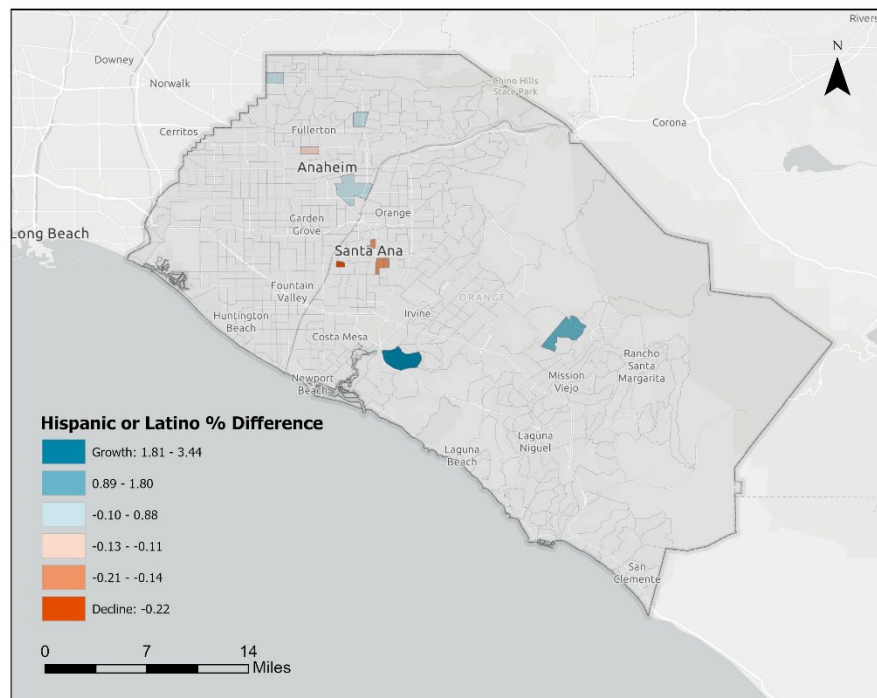 Rivers
Downey
Chino Hills
State Park
Norwalk
N
Cerritos
Fullerton
Corona
Anaheim
Long Beach
Garden
Grove
Orange
Santa Ana
Fountain
Valley
Huntington
Beach
Irvine
ORANGE
Costa Mesa
Newport
Beach
Mission
Viejo
Rancho
Santa
Margarita
Laguna
Beach
Laguna
Niguel
San
Clemente
Hispanic or Latino % Difference
Growth: 1.81 - 3.44
0.89 - 1.80
-0.10 - 0.88
-0.13 - -0.11
-0.21 - -0.14
Decline: -0.22
0 7 14
Miles